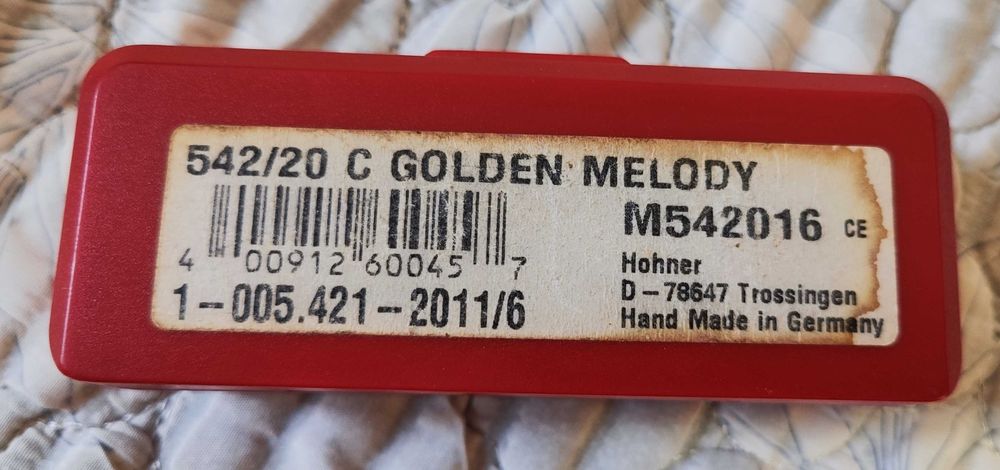 542/20 C GOLDEN MELODY
M542016 CE
4 00912 60045 7
1-005.421-2011/6
Hohner
D-78647 Trossingen
Hand Made in Germany